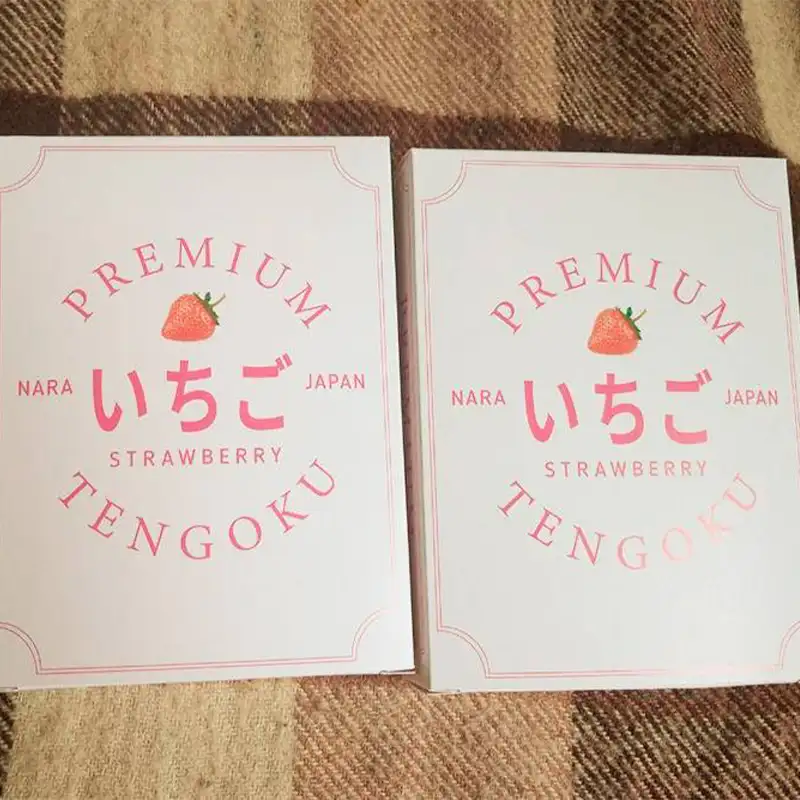 PREMIUM
NARA いちご JAPAN
STRAWBERRY
TENGOKU
PREMIUM
NARA いちご JAPAN
STRAWBERRY
TENGOKU